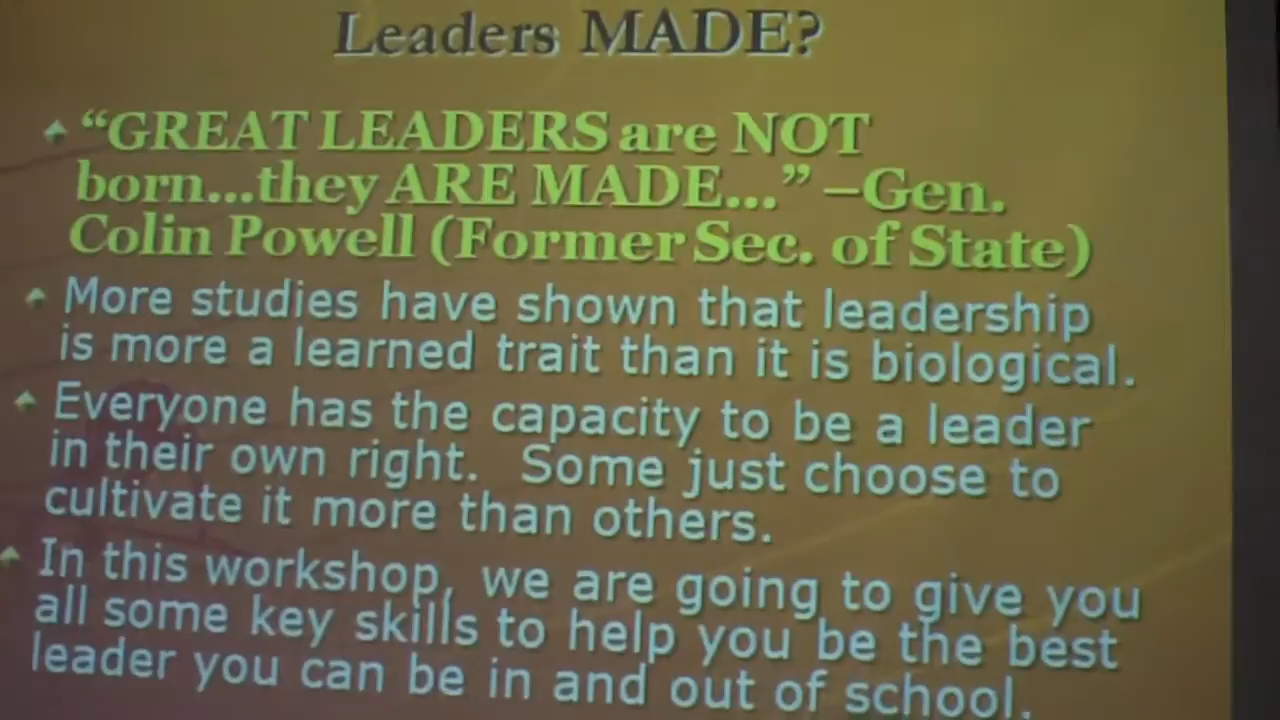 Leaders MADE?
“GREAT LEADERS are NOT
born...they ARE MADE...” –Gen.
Colin Powell (Former Sec. of State)
More studies have shown that leadership
is more a learned trait than it is biological.
Everyone has the capacity to be a leader
in their own right. Some just choose to
cultivate it more than others.
In this workshop, we are going to give you
all some key skills to help you be the best
leader you can be in and out of school.